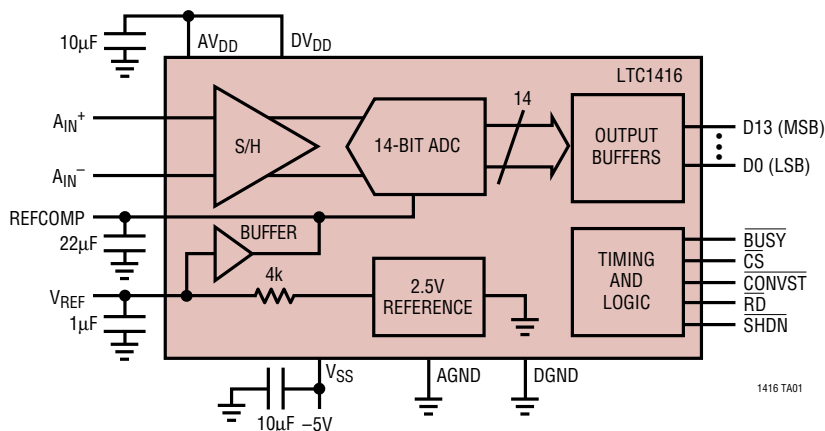 10µF
AVDD
DVDD
LTC1416
AIN+
AIN–
S/H
14-BIT ADC
14
OUTPUT
BUFFERS
D13 (MSB)
D0 (LSB)
REFCOMP
22µF
BUFFER
4k
VREF
1µF
2.5V
REFERENCE
TIMING
AND
LOGIC
BUSY
CS
CONVST
RD
SHDN
VSS
AGND
DGND
10µF
–5V
1416 TA01